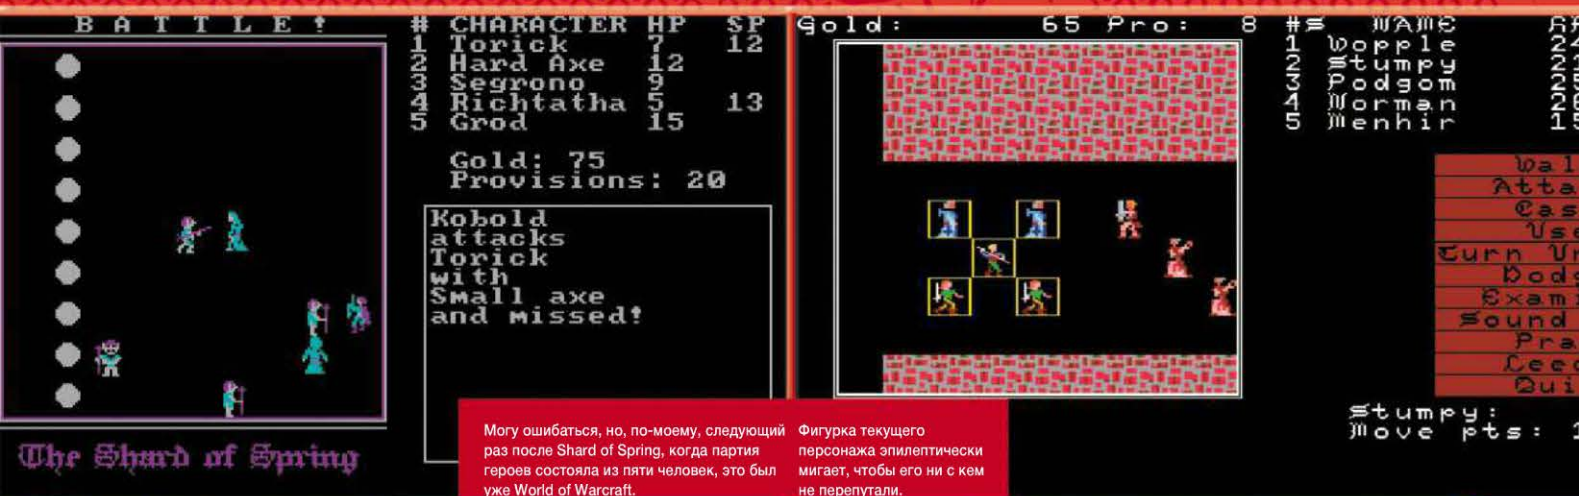 B A T T L E !
# CHARACTER HP SP
1 Torick 7 12
2 Hard Axe 12
3 Segrono 9
4 Richtatha 5 13
5 Grod 15
Gold: 75
Provisions: 20
Kobold
attacks
Torick
with
Small axe
and missed!
The Shard of Spring
Gold: 65 Pro: 8
#S NAME
1 Wopple
2 Stumpy
3 Podgom
4 Norman
5 Menhir
Turn
Sound
Stumpy:
Move pts:
Могу ошибаться, но, по-моему, следующий
раз после Shard of Spring, когда партия
героев состояла из пяти человек, это был
уже World of Warcraft.
Фигурка текущего
персонажа эпилептически
мигает, чтобы его ни с кем
не перепутали.